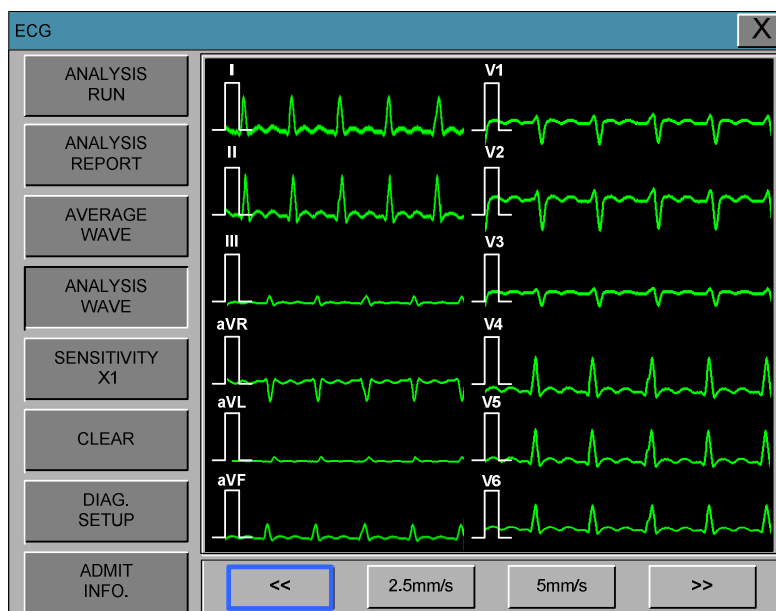 ECG
X
ANALYSIS
RUN
ANALYSIS
REPORT
AVERAGE
WAVE
ANALYSIS
WAVE
SENSITIVITY
X1
CLEAR
DIAG.
SETUP
ADMIT
INFO.
I
II
III
aVR
aVL
aVF
V1
V2
V3
V4
V5
V6
<<
2.5mm/s
5mm/s
>>